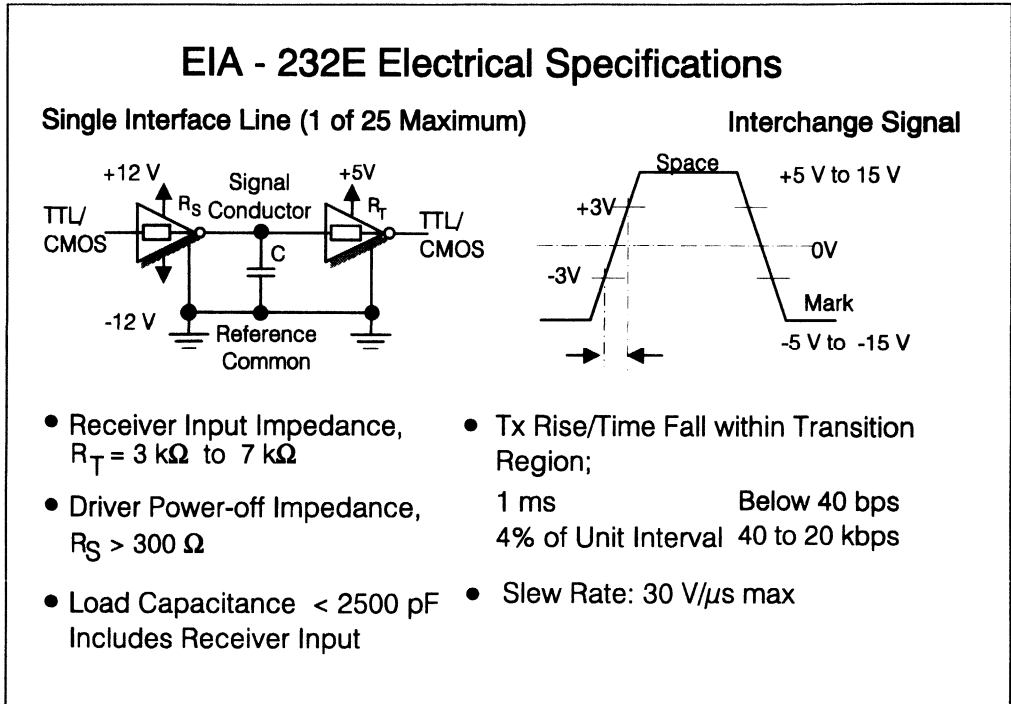 EIA - 232E Electrical Specifications
Single Interface Line (1 of 25 Maximum)
Interchange Signal
+12 V
RS
Signal
Conductor
+5V
RT
TTL/
CMOS
C
TTL/
CMOS
-12 V
Reference
Common
Space
+5 V to 15 V
+3V
0V
-3V
Mark
-5 V to -15 V
• Receiver Input Impedance,
RT = 3 kΩ to 7 kΩ
• Driver Power-off Impedance,
RS > 300 Ω
• Load Capacitance < 2500 pF
Includes Receiver Input
• Tx Rise/Time Fall within Transition
Region;
1 ms Below 40 bps
4% of Unit Interval 40 to 20 kbps
• Slew Rate: 30 V/μs max